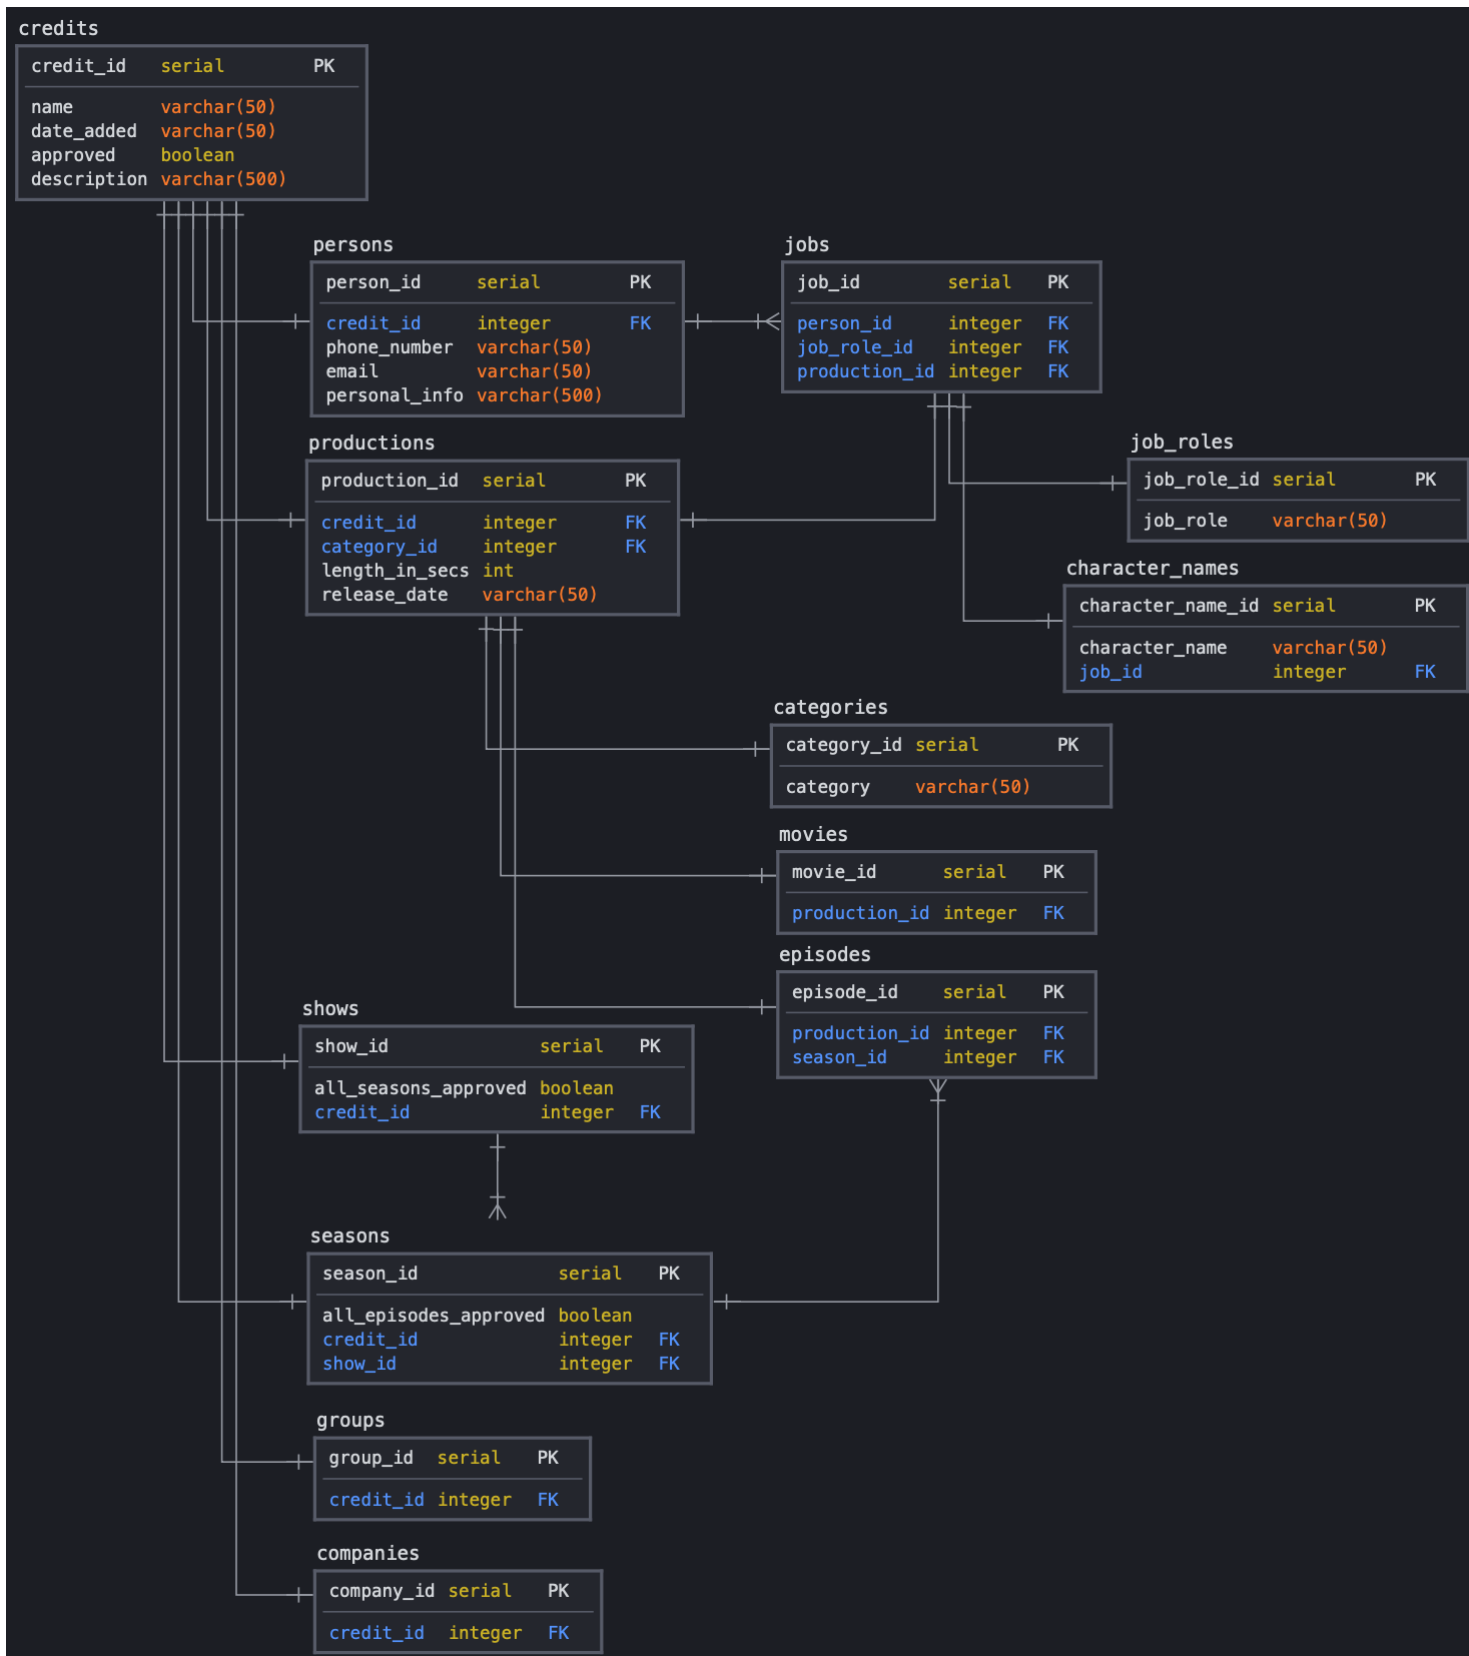 credits
credit_id serial PK
name varchar(50)
date_added varchar(50)
approved boolean
description varchar(500)
persons
person_id serial PK
credit_id integer FK
phone_number varchar(50)
email varchar(50)
personal_info varchar(500)
jobs
job_id serial PK
person_id integer FK
job_role_id integer FK
production_id integer FK
productions
production_id serial PK
credit_id integer FK
category_id integer FK
length_in_secs int
release_date varchar(50)
job_roles
job_role_id serial PK
job_role varchar(50)
character_names
character_name_id serial PK
character_name varchar(50)
job_id integer FK
categories
category_id serial PK
category varchar(50)
movies
movie_id serial PK
production_id integer FK
episodes
episode_id serial PK
production_id integer FK
season_id integer FK
shows
show_id serial PK
all_seasons_approved boolean
credit_id integer FK
seasons
season_id serial PK
all_episodes_approved boolean
credit_id integer FK
show_id integer FK
groups
group_id serial PK
credit_id integer FK
companies
company_id serial PK
credit_id integer FK